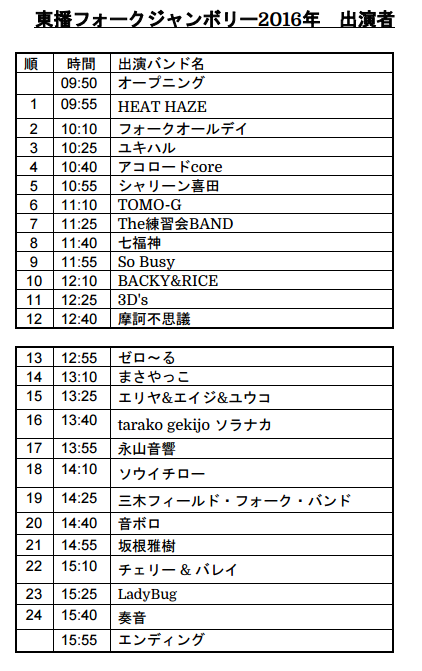 東播フォークジャンボリー2016年　出演者
順 時間 出演バンド名
09:50 オープニング
1 09:55 HEAT HAZE
2 10:10 フォークオールデイ
3 10:25 ユキハル
4 10:40 アコロードcore
5 10:55 シャリーン喜田
6 11:10 TOMO-G
7 11:25 The練習会BAND
8 11:40 七福神
9 11:55 So Busy
10 12:10 BACKY&RICE
11 12:25 3D's
12 12:40 摩訶不思議
13 12:55 ゼロ～る
14 13:10 まさやっこ
15 13:25 エリヤ&エイジ&ユウコ
16 13:40 tarako gekijo ソラナカ
17 13:55 永山音響
18 14:10 ソウイチロー
19 14:25 三木フィールド・フォーク・バンド
20 14:40 音ボロ
21 14:55 坂根雅樹
22 15:10 チェリー & バレイ
23 15:25 LadyBug
24 15:40 奏音
15:55 エンディング